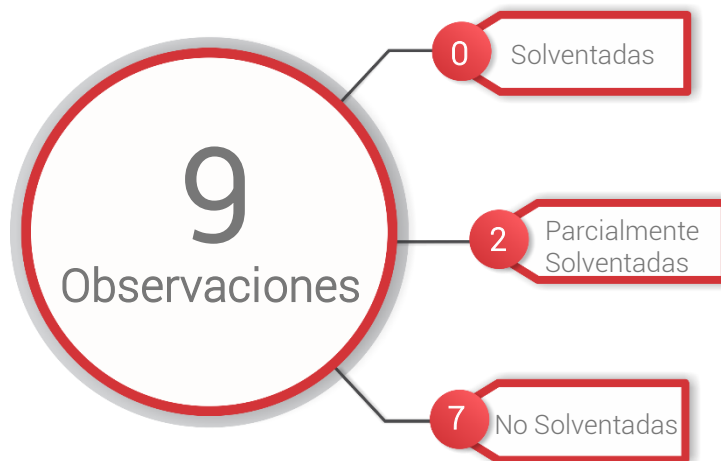 9
Observaciones
0
Solventadas
2
Parcialmente
Solventadas
7
No Solventadas